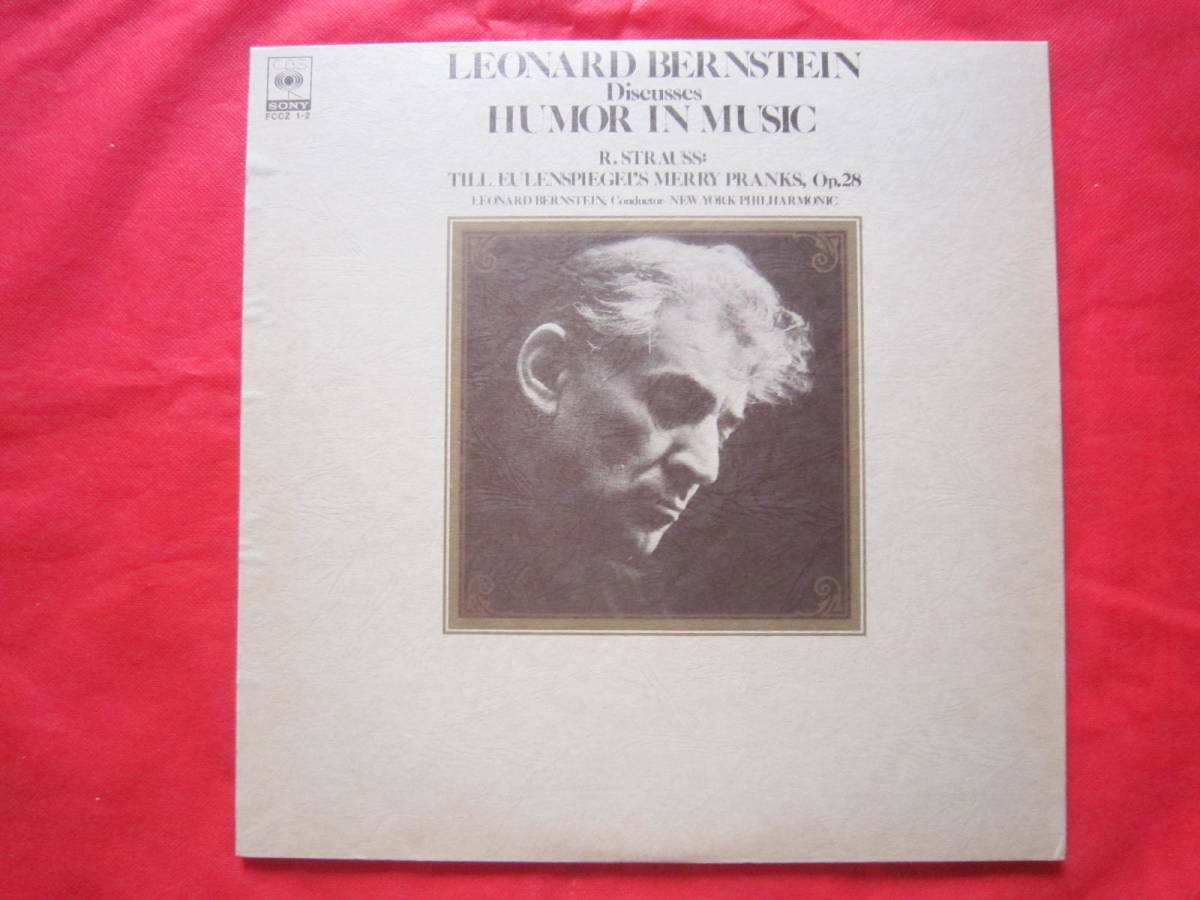 CBS
SONY
FCCZ 1-2
LEONARD BERNSTEIN
Discusses
HUMOR IN MUSIC
R. STRAUSS:
TILL EULENSPIEGEL'S MERRY PRANKS, Op.28
LEONARD BERNSTEIN, Conductor NEW YORK PHILHARMONIC